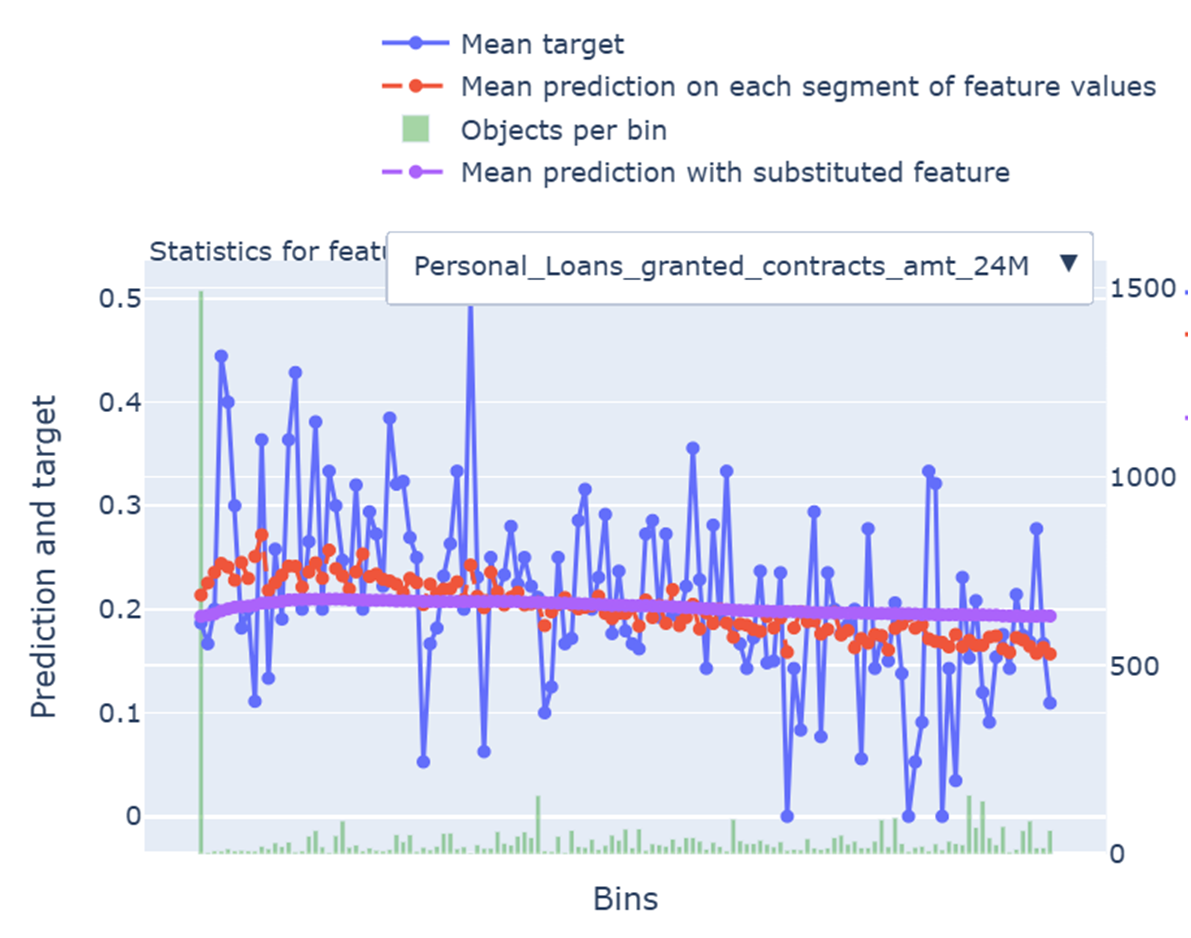 Mean target
Mean prediction on each segment of feature values
Objects per bin
Mean prediction with substituted feature
Statistics for featu
Personal_Loans_granted_contracts_amt_24M ▼
0.5
0.4
0.3
0.2
0.1
0
1500
1000
500
0
Prediction and target
Bins